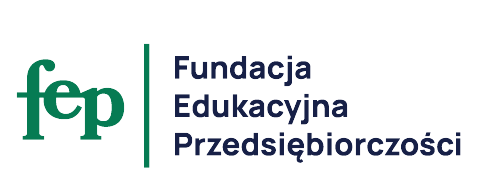 fep
Fundacja
Edukacyjna
Przedsiębiorczości